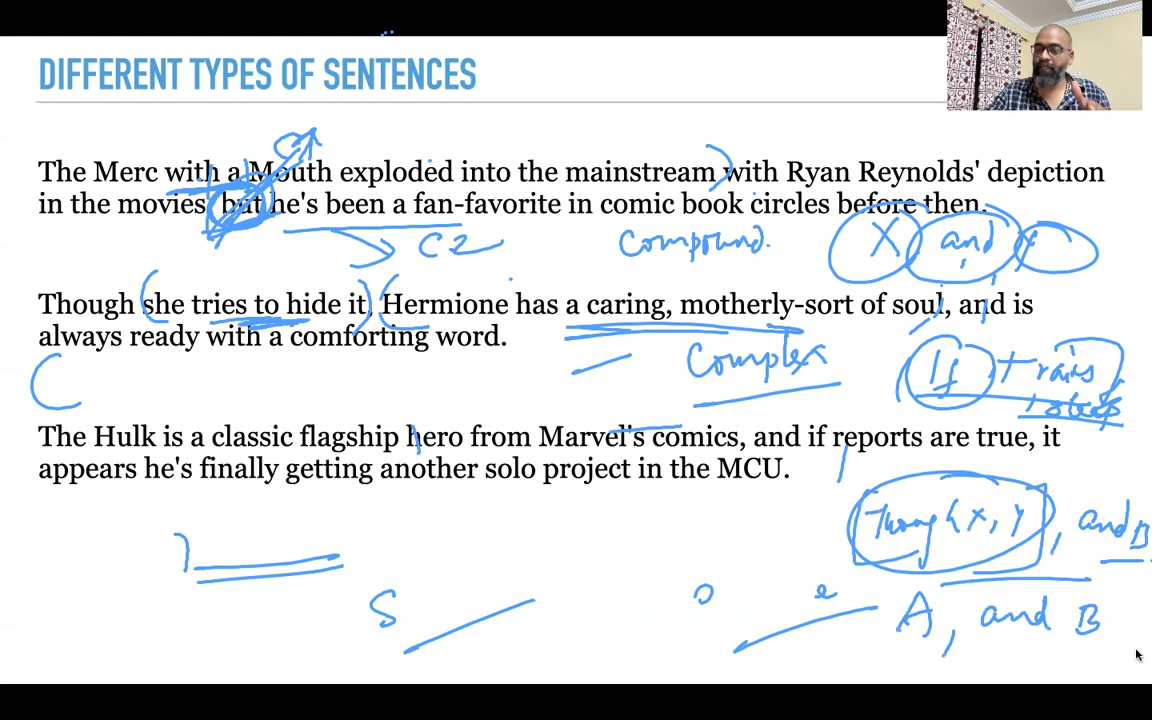 DIFFERENT TYPES OF SENTENCES
The Merc with a Mouth exploded into the mainstream with Ryan Reynolds' depiction
in the movies, but he's been a fan-favorite in comic book circles before then.
C2 Compound. X and Y
Though she tries to hide it, Hermione has a caring, motherly-sort of soul, and is
always ready with a comforting word.
Complex If rains
The Hulk is a classic flagship hero from Marvel's comics, and if reports are true, it
appears he's finally getting another solo project in the MCU.
Though X, Y, and B
S
A, and B